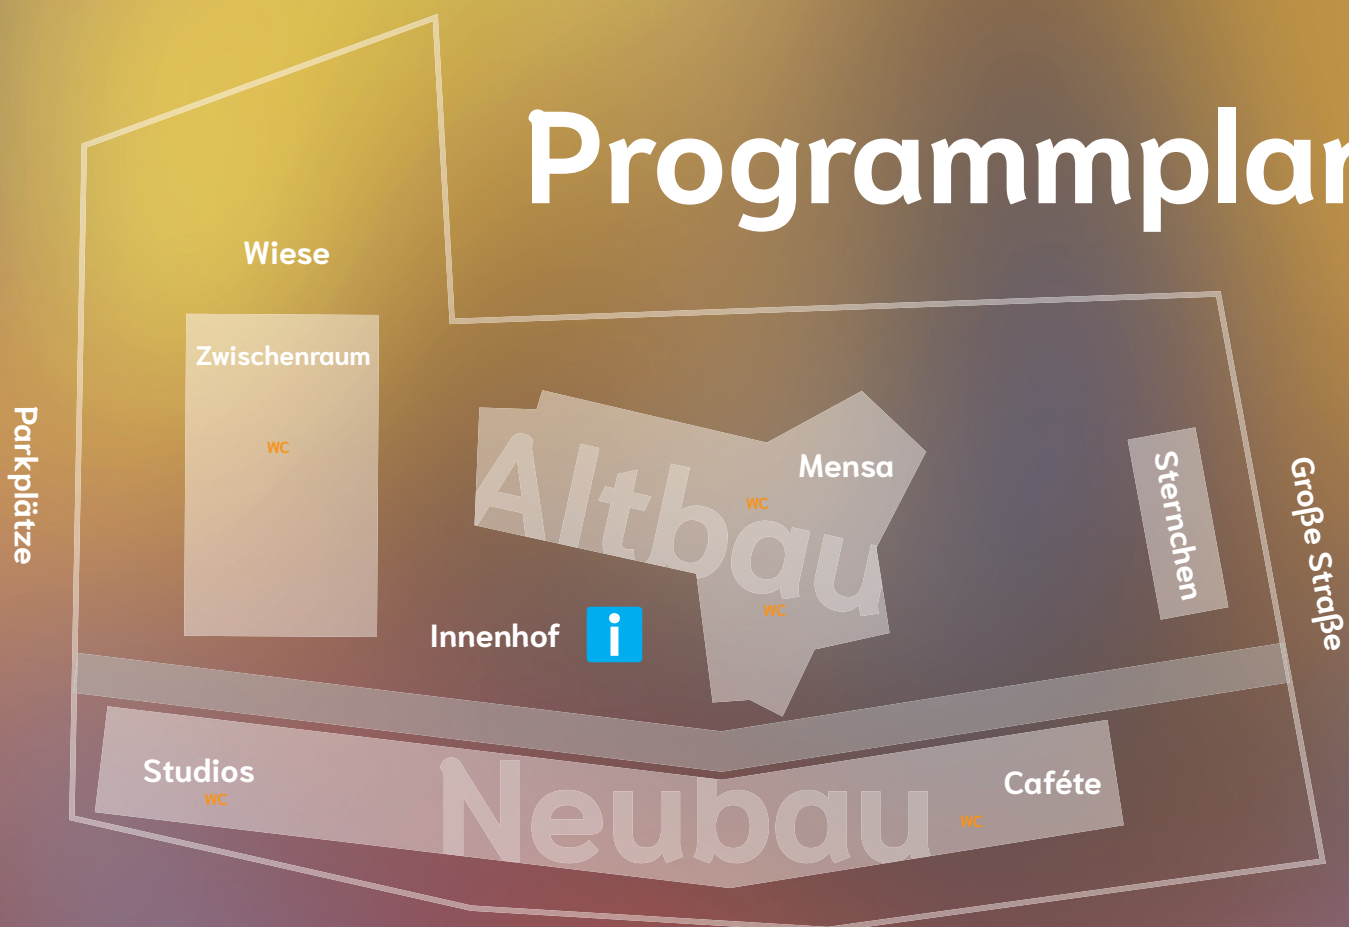 Programmplan
Wiese
Zwischenraum
WC
Parkplätze
Altbau
Mensa
WC
WC
Sternchen
Große Straße
Innenhof
i
Studios
WC
Neubau
Caféte
WC